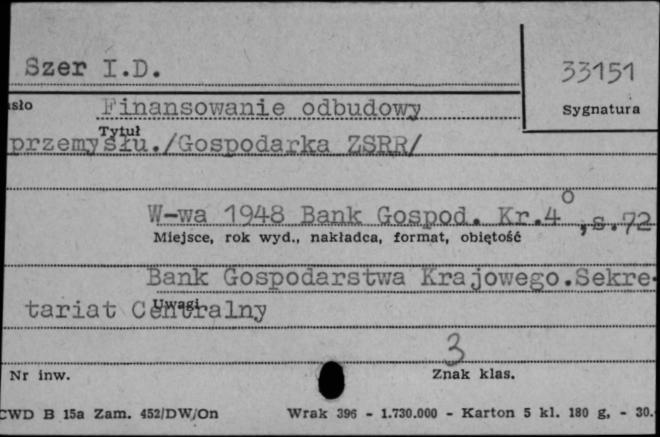 Szer I.D.
33151
sło Finansowanie odbudowy
Sygnatura
Tytuł
przemysłu./Gospodarka ZSRR/
W-wa 1948 Bank Gospod. Kr.4°, s.72
Miejsce, rok wyd., nakładca, format, objętość
Bank Gospodarstwa Krajowego.Sekre-
Uwagi
tariat Centralny
3
Nr inw.
Znak klas.
CWD B 15a Zam. 452/DW/On Wrak 396 - 1.730.000 - Karton 5 kl. 180 g. - 30.